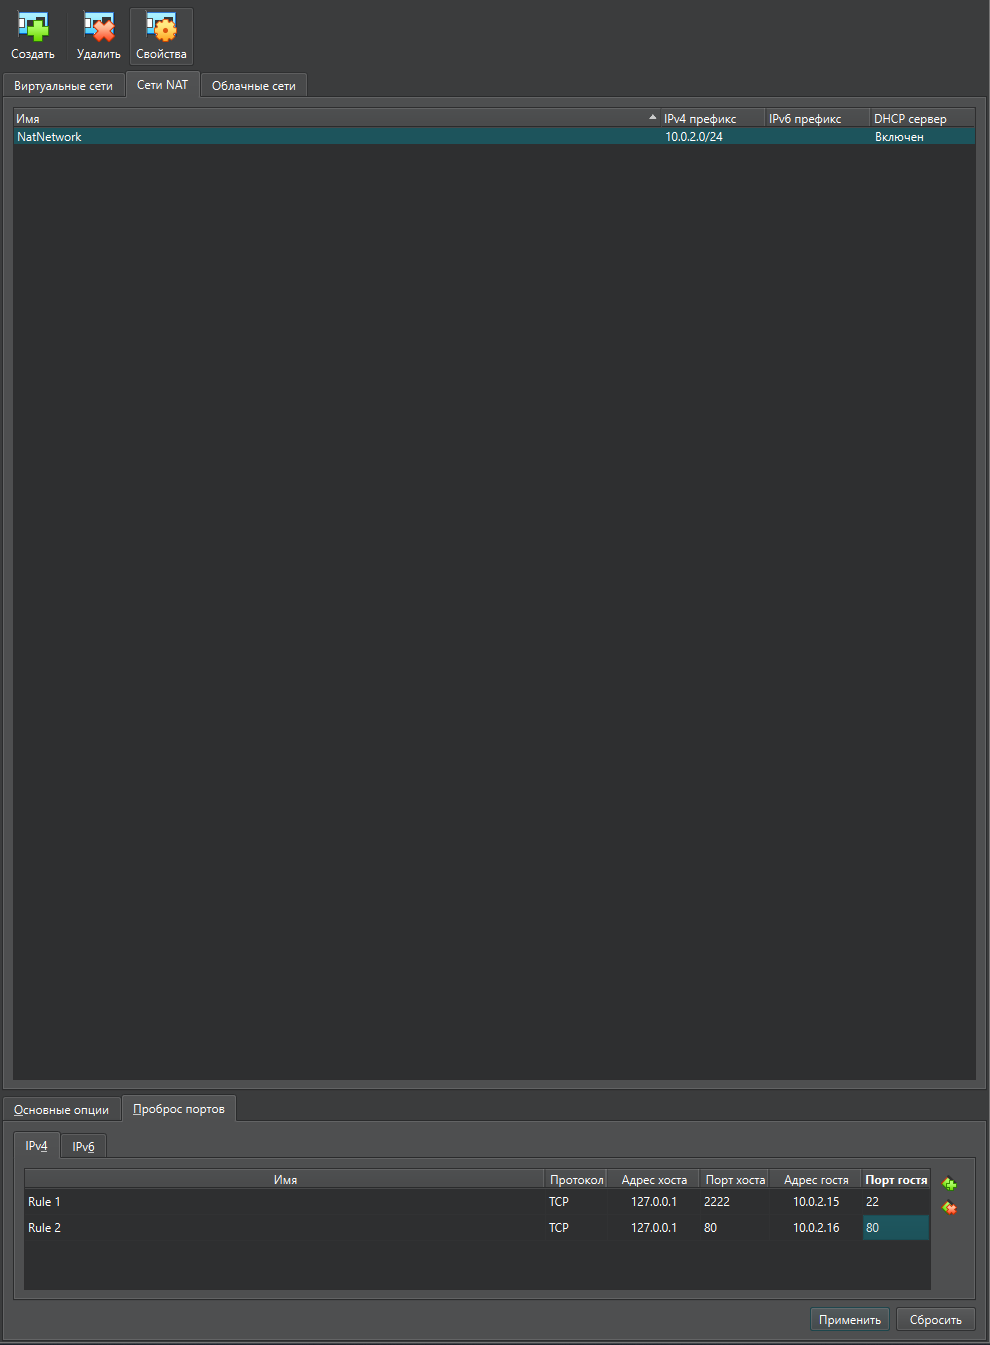 Создать Удалить Свойства
Виртуальные сети Сети NAT Облачные сети
Имя IPv4 префикс IPv6 префикс DHCP сервер
NatNetwork 10.0.2.0/24 Включен
Основные опции Проброс портов
IPv4 IPv6
Имя Протокол Адрес хоста Порт хоста Адрес гостя Порт гостя
Rule 1 TCP 127.0.0.1 2222 10.0.2.15 22
Rule 2 TCP 127.0.0.1 80 10.0.2.16 80
Применить Сбросить